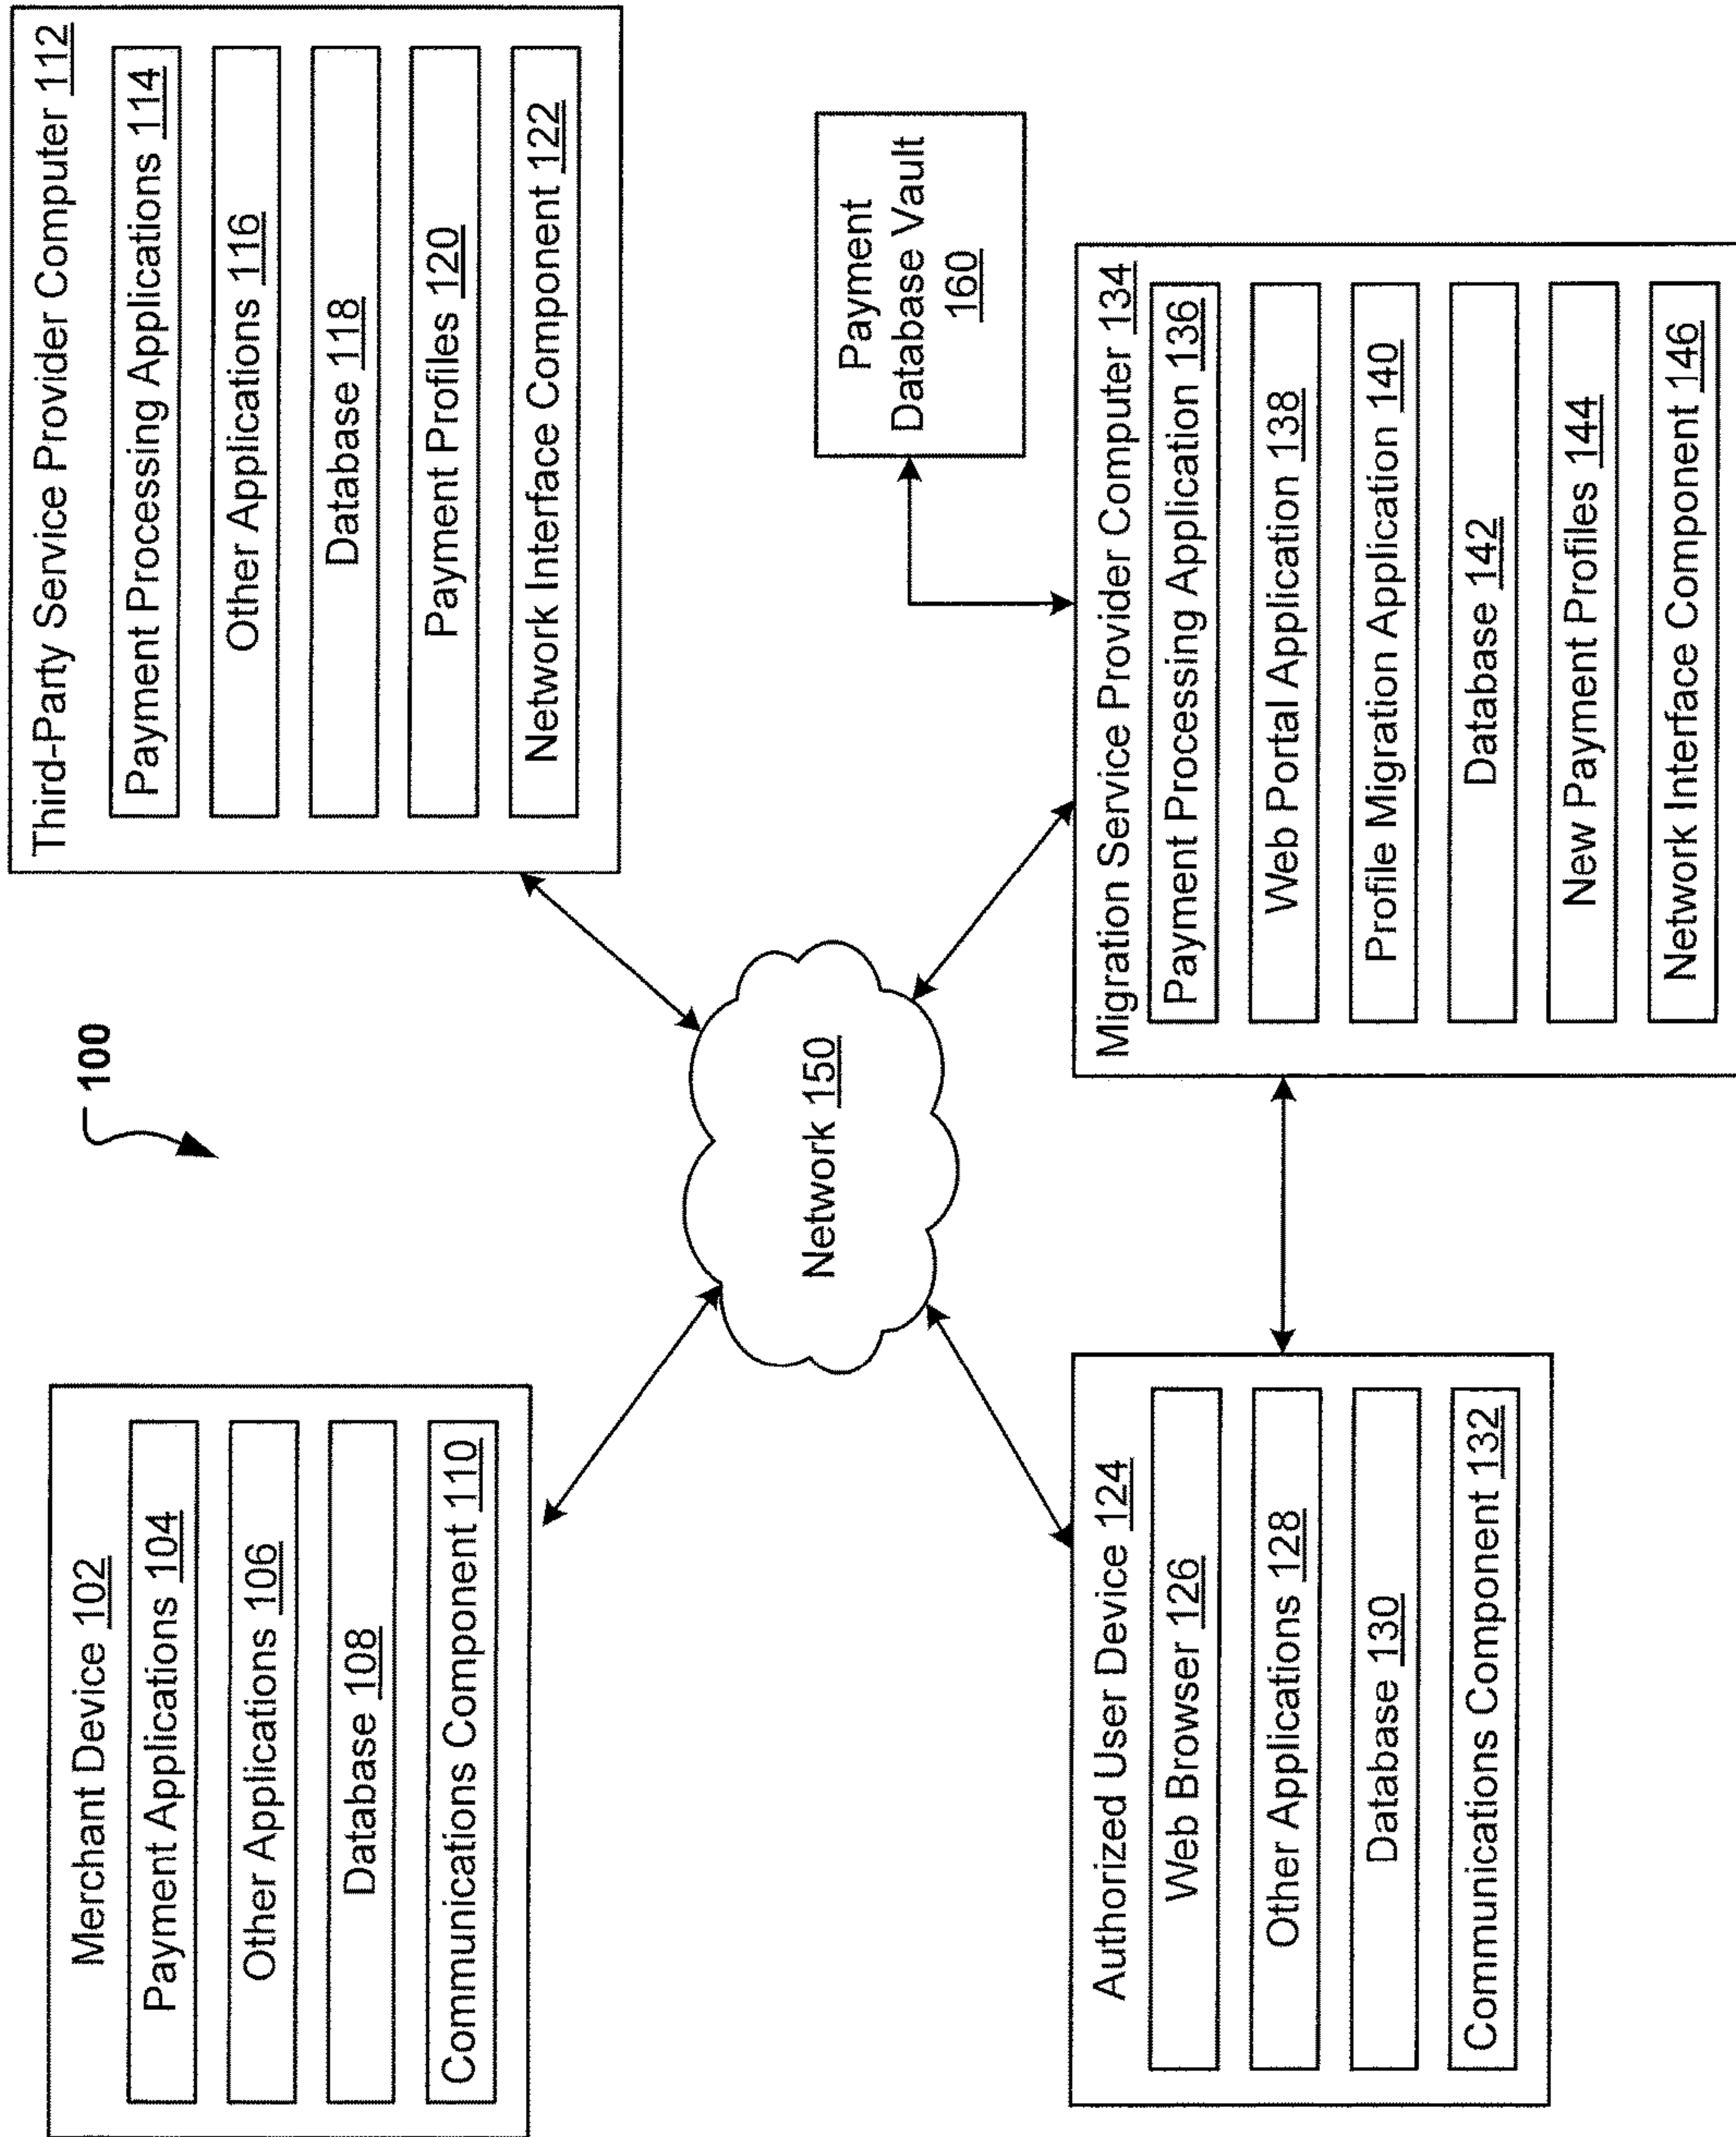 100
Merchant Device 102
Payment Applications 104
Other Applications 106
Database 108
Communications Component 110
Third-Party Service Provider Computer 112
Payment Processing Applications 114
Other Applications 116
Database 118
Payment Profiles 120
Network Interface Component 122
Network 150
Payment
Database Vault
160
Authorized User Device 124
Web Browser 126
Other Applications 128
Database 130
Communications Component 132
Migration Service Provider Computer 134
Payment Processing Application 136
Web Portal Application 138
Profile Migration Application 140
Database 142
New Payment Profiles 144
Network Interface Component 146